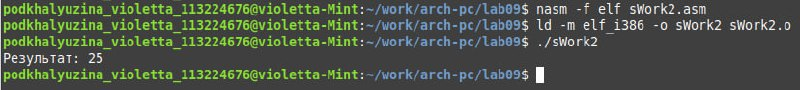 podkhalyuzina_violetta_113224676@violetta-Mint:~/work/arch-pc/lab09$ nasm -f elf sWork2.asm
podkhalyuzina_violetta_113224676@violetta-Mint:~/work/arch-pc/lab09$ ld -m elf_i386 -o sWork2 sWork2.o
podkhalyuzina_violetta_113224676@violetta-Mint:~/work/arch-pc/lab09$ ./sWork2
Результат: 25
podkhalyuzina_violetta_113224676@violetta-Mint:~/work/arch-pc/lab09$